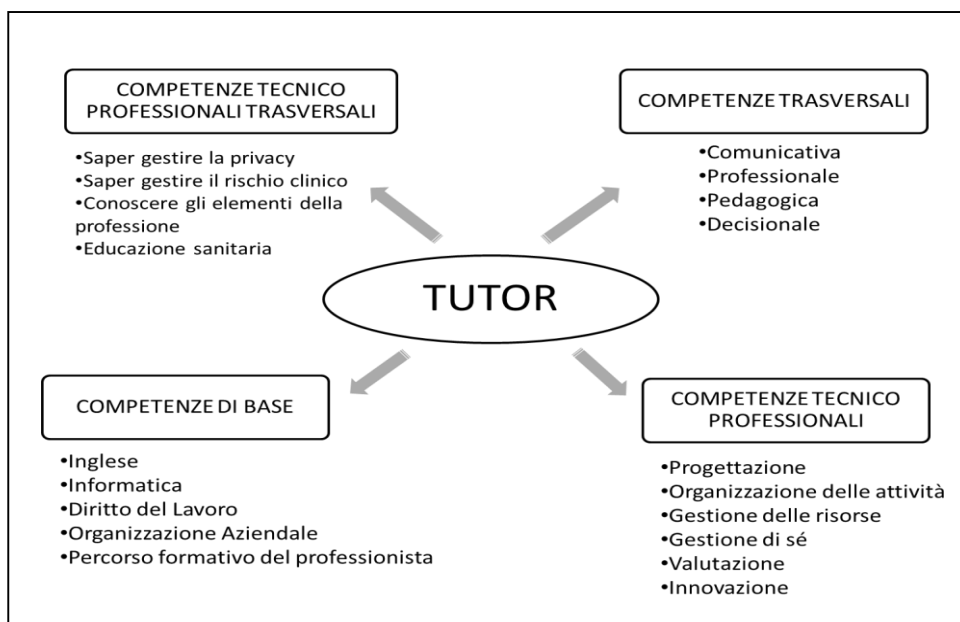 COMPETENZE TECNICO
PROFESSIONALI TRASVERSALI
•Saper gestire la privacy
•Saper gestire il rischio clinico
•Conoscere gli elementi della
professione
•Educazione sanitaria
COMPETENZE TRASVERSALI
•Comunicativa
•Professionale
•Pedagogica
•Decisionale
TUTOR
COMPETENZE DI BASE
•Inglese
•Informatica
•Diritto del Lavoro
•Organizzazione Aziendale
•Percorso formativo del professionista
COMPETENZE TECNICO
PROFESSIONALI
•Progettazione
•Organizzazione delle attività
•Gestione delle risorse
•Gestione di sé
•Valutazione
•Innovazione